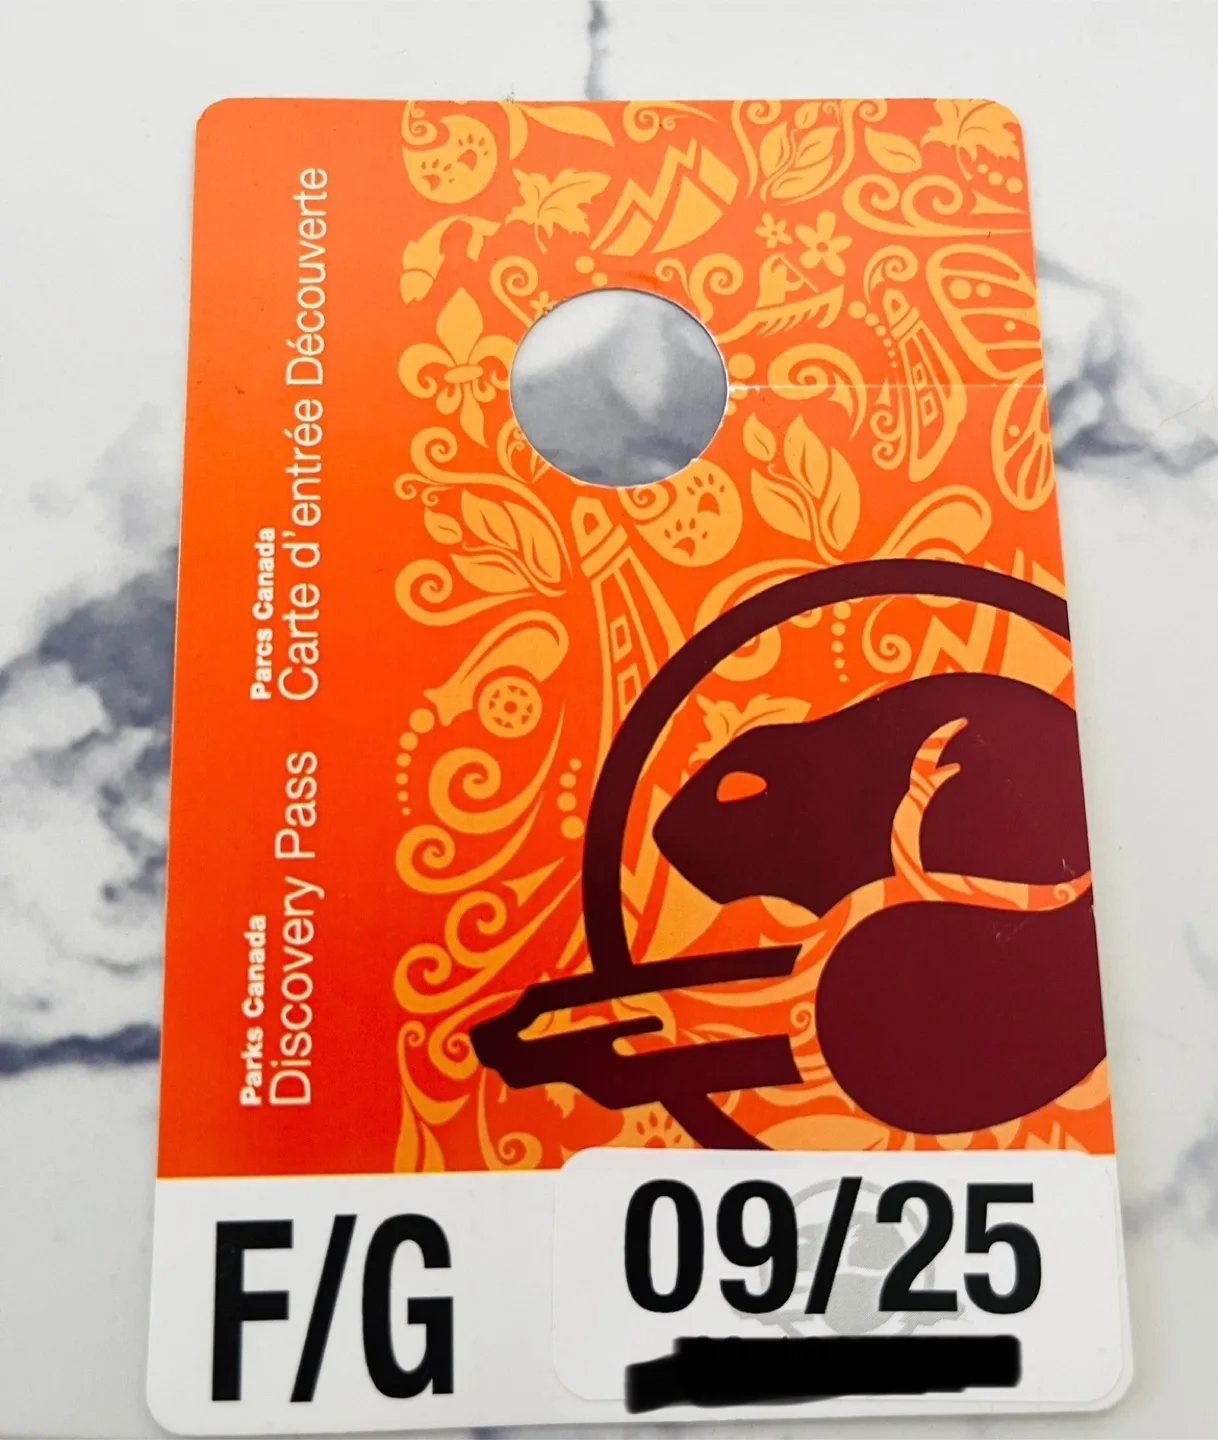 Parks Canada
Discovery Pass
Parcs Canada
Carte d'entrée Découverte
F/G
09/25